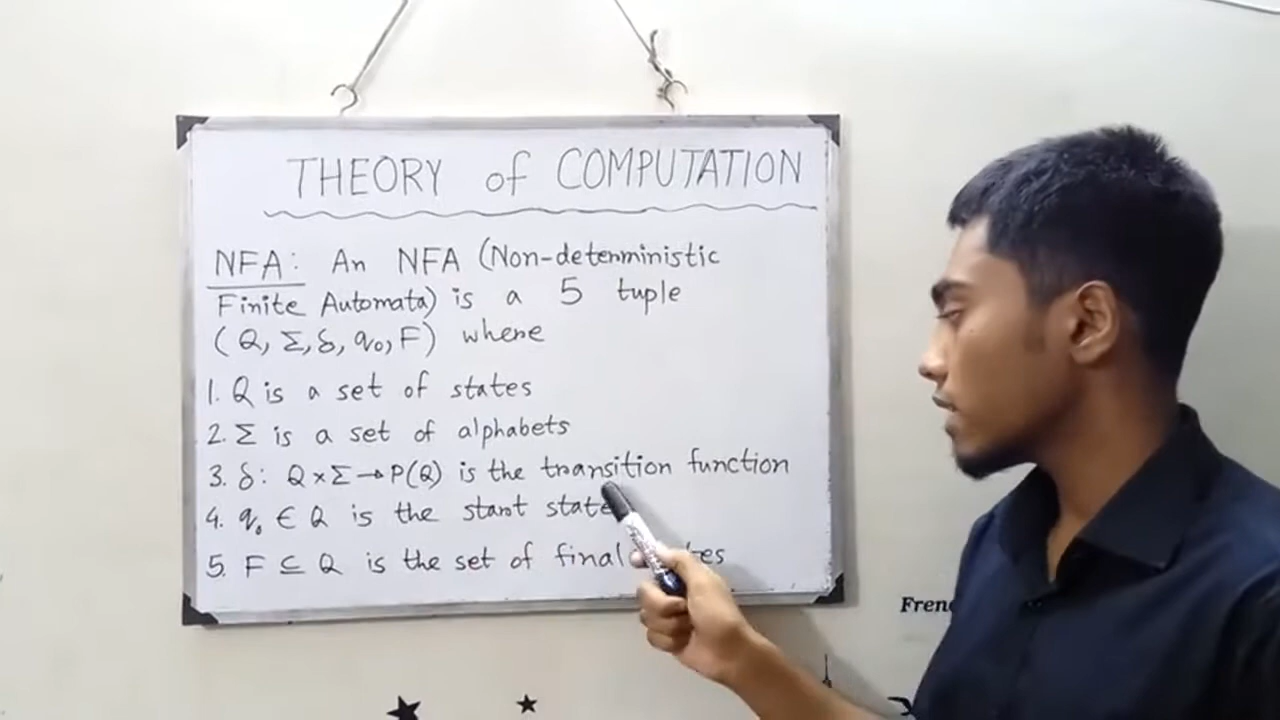 THEORY of COMPUTATION
NFA: An NFA (Non-deterministic
Finite Automata) is a 5 tuple
(Q, Σ, δ, q₀, F) where
1. Q is a set of states
2. Σ is a set of alphabets
3. δ: Q×Σ→P(Q) is the transition function
4. q₀ ∈ Q is the start state
5. F ⊆ Q is the set of final